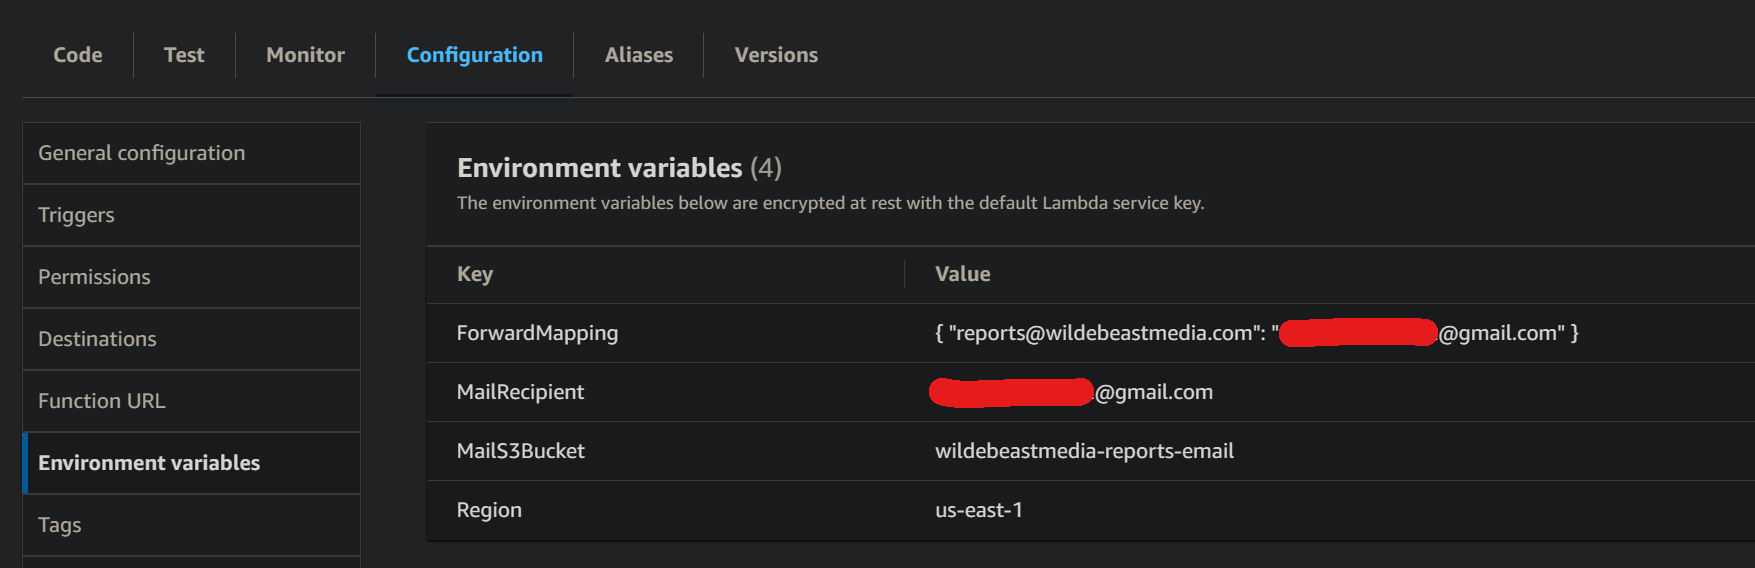 Code Test Monitor Configuration Aliases Versions
General configuration
Triggers
Permissions
Destinations
Function URL
Environment variables
Tags
Environment variables (4)
The environment variables below are encrypted at rest with the default Lambda service key.
Key Value
ForwardMapping { "reports@wildebeastmedia.com": "@gmail.com" }
MailRecipient @gmail.com
MailS3Bucket wildebeastmedia-reports-email
Region us-east-1